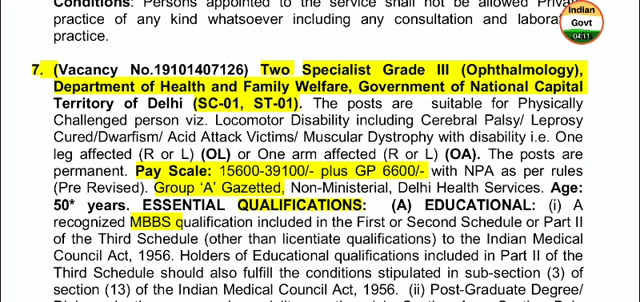 Conditions: Persons appointed to the service shall not be allowed Private
practice of any kind whatsoever including any consultation and laboratory
practice.
Indian
Govt
04:11
7. (Vacancy No.19101407126) Two Specialist Grade III (Ophthalmology),
Department of Health and Family Welfare, Government of National Capital
Territory of Delhi (SC-01, ST-01). The posts are suitable for Physically
Challenged person viz. Locomotor Disability including Cerebral Palsy/ Leprosy
Cured/Dwarfism/ Acid Attack Victims/ Muscular Dystrophy with disability i.e. One
leg affected (R or L) (OL) or One arm affected (R or L) (OA). The posts are
permanent. Pay Scale: 15600-39100/- plus GP 6600/- with NPA as per rules
(Pre Revised). Group 'A' Gazetted, Non-Ministerial, Delhi Health Services. Age:
50* years. ESSENTIAL QUALIFICATIONS: (A) EDUCATIONAL: (i) A
recognized MBBS qualification included in the First or Second Schedule or Part II
of the Third Schedule (other than licentiate qualifications) to the Indian Medical
Council Act, 1956. Holders of Educational qualifications included in Part II of the
Third Schedule should also fulfill the conditions stipulated in sub-section (3) of
section (13) of the Indian Medical Council Act, 1956. (ii) Post-Graduate Degree/